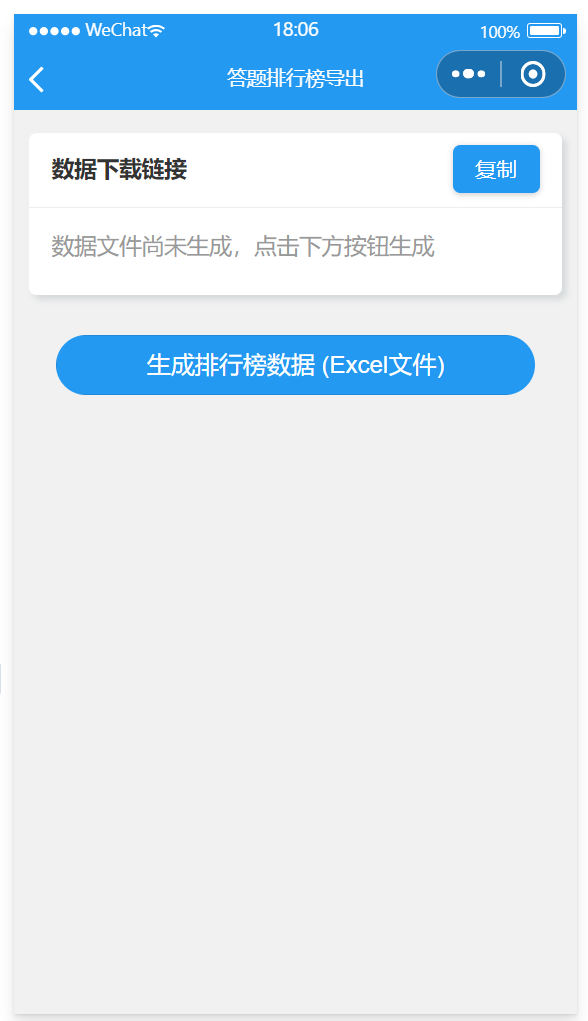 WeChat
18:06
100%
答题排行榜导出
数据下载链接
复制
数据文件尚未生成，点击下方按钮生成
生成排行榜数据 (Excel文件)